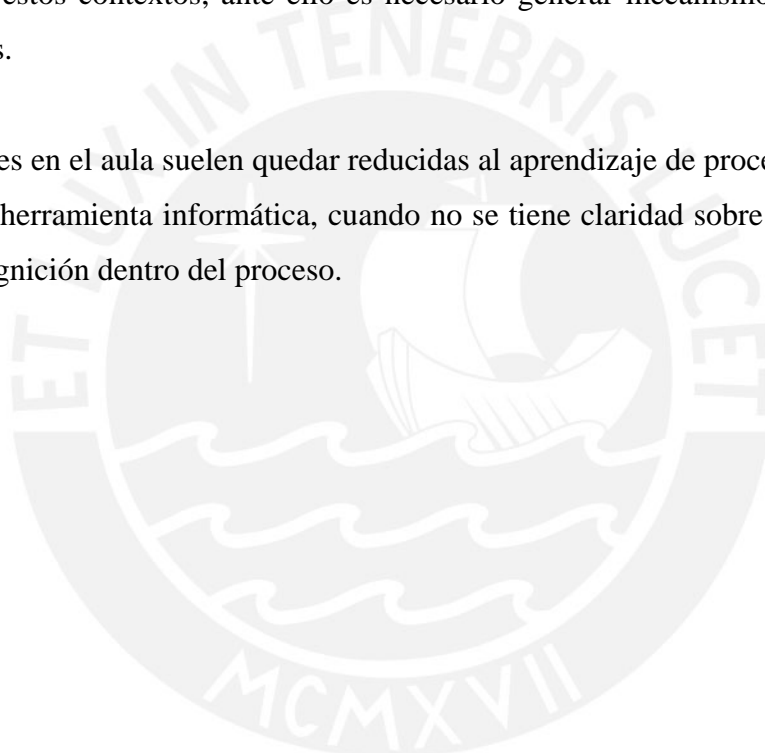 estos contextos, ante ello es necesario general mecanismo
s.
es en el aula suelen quedar reducidas al aprendizaje de proce
herramienta informática, cuando no se tiene claridad sobre
gnición dentro del proceso.
ET LUX IN TENEBRIS LUCET
MCMXVII